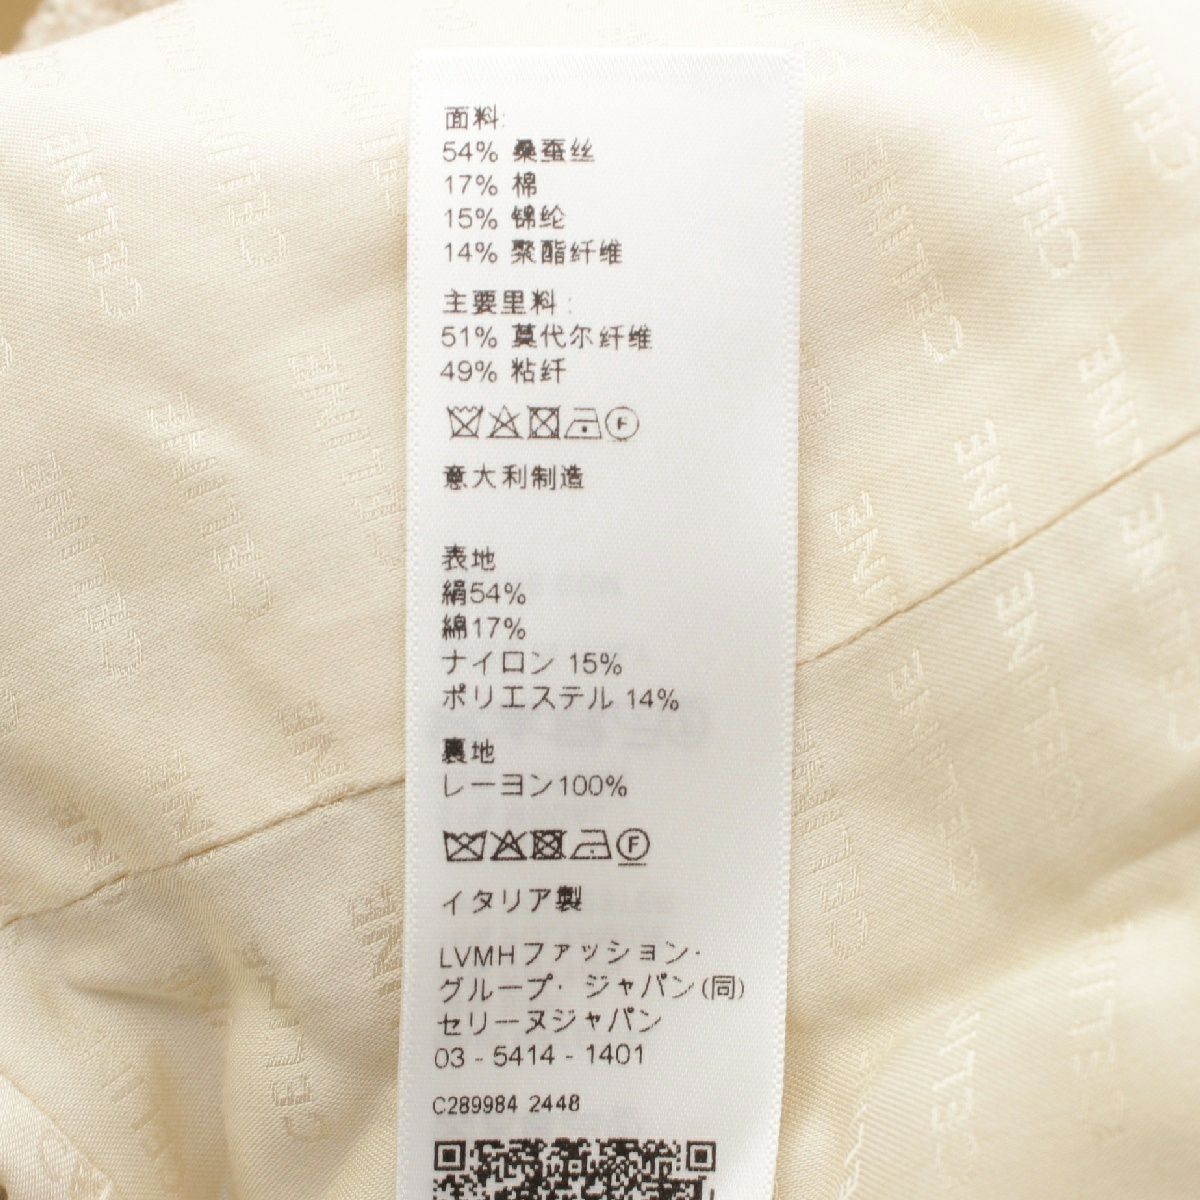 面料:
54% 桑蚕丝
17% 棉
15% 锦纶
14% 聚酯纤维
主要里料:
51% 莫代尔纤维
49% 粘纤
F
意大利制造
表地
絹54%
綿17%
ナイロン 15%
ポリエステル 14%
裏地
レーヨン100%
F
イタリア製
LVMHファッション・
グループ・ジャパン(同)
セリーヌジャパン
03 - 5414 - 1401
C289984 2448
CELINE